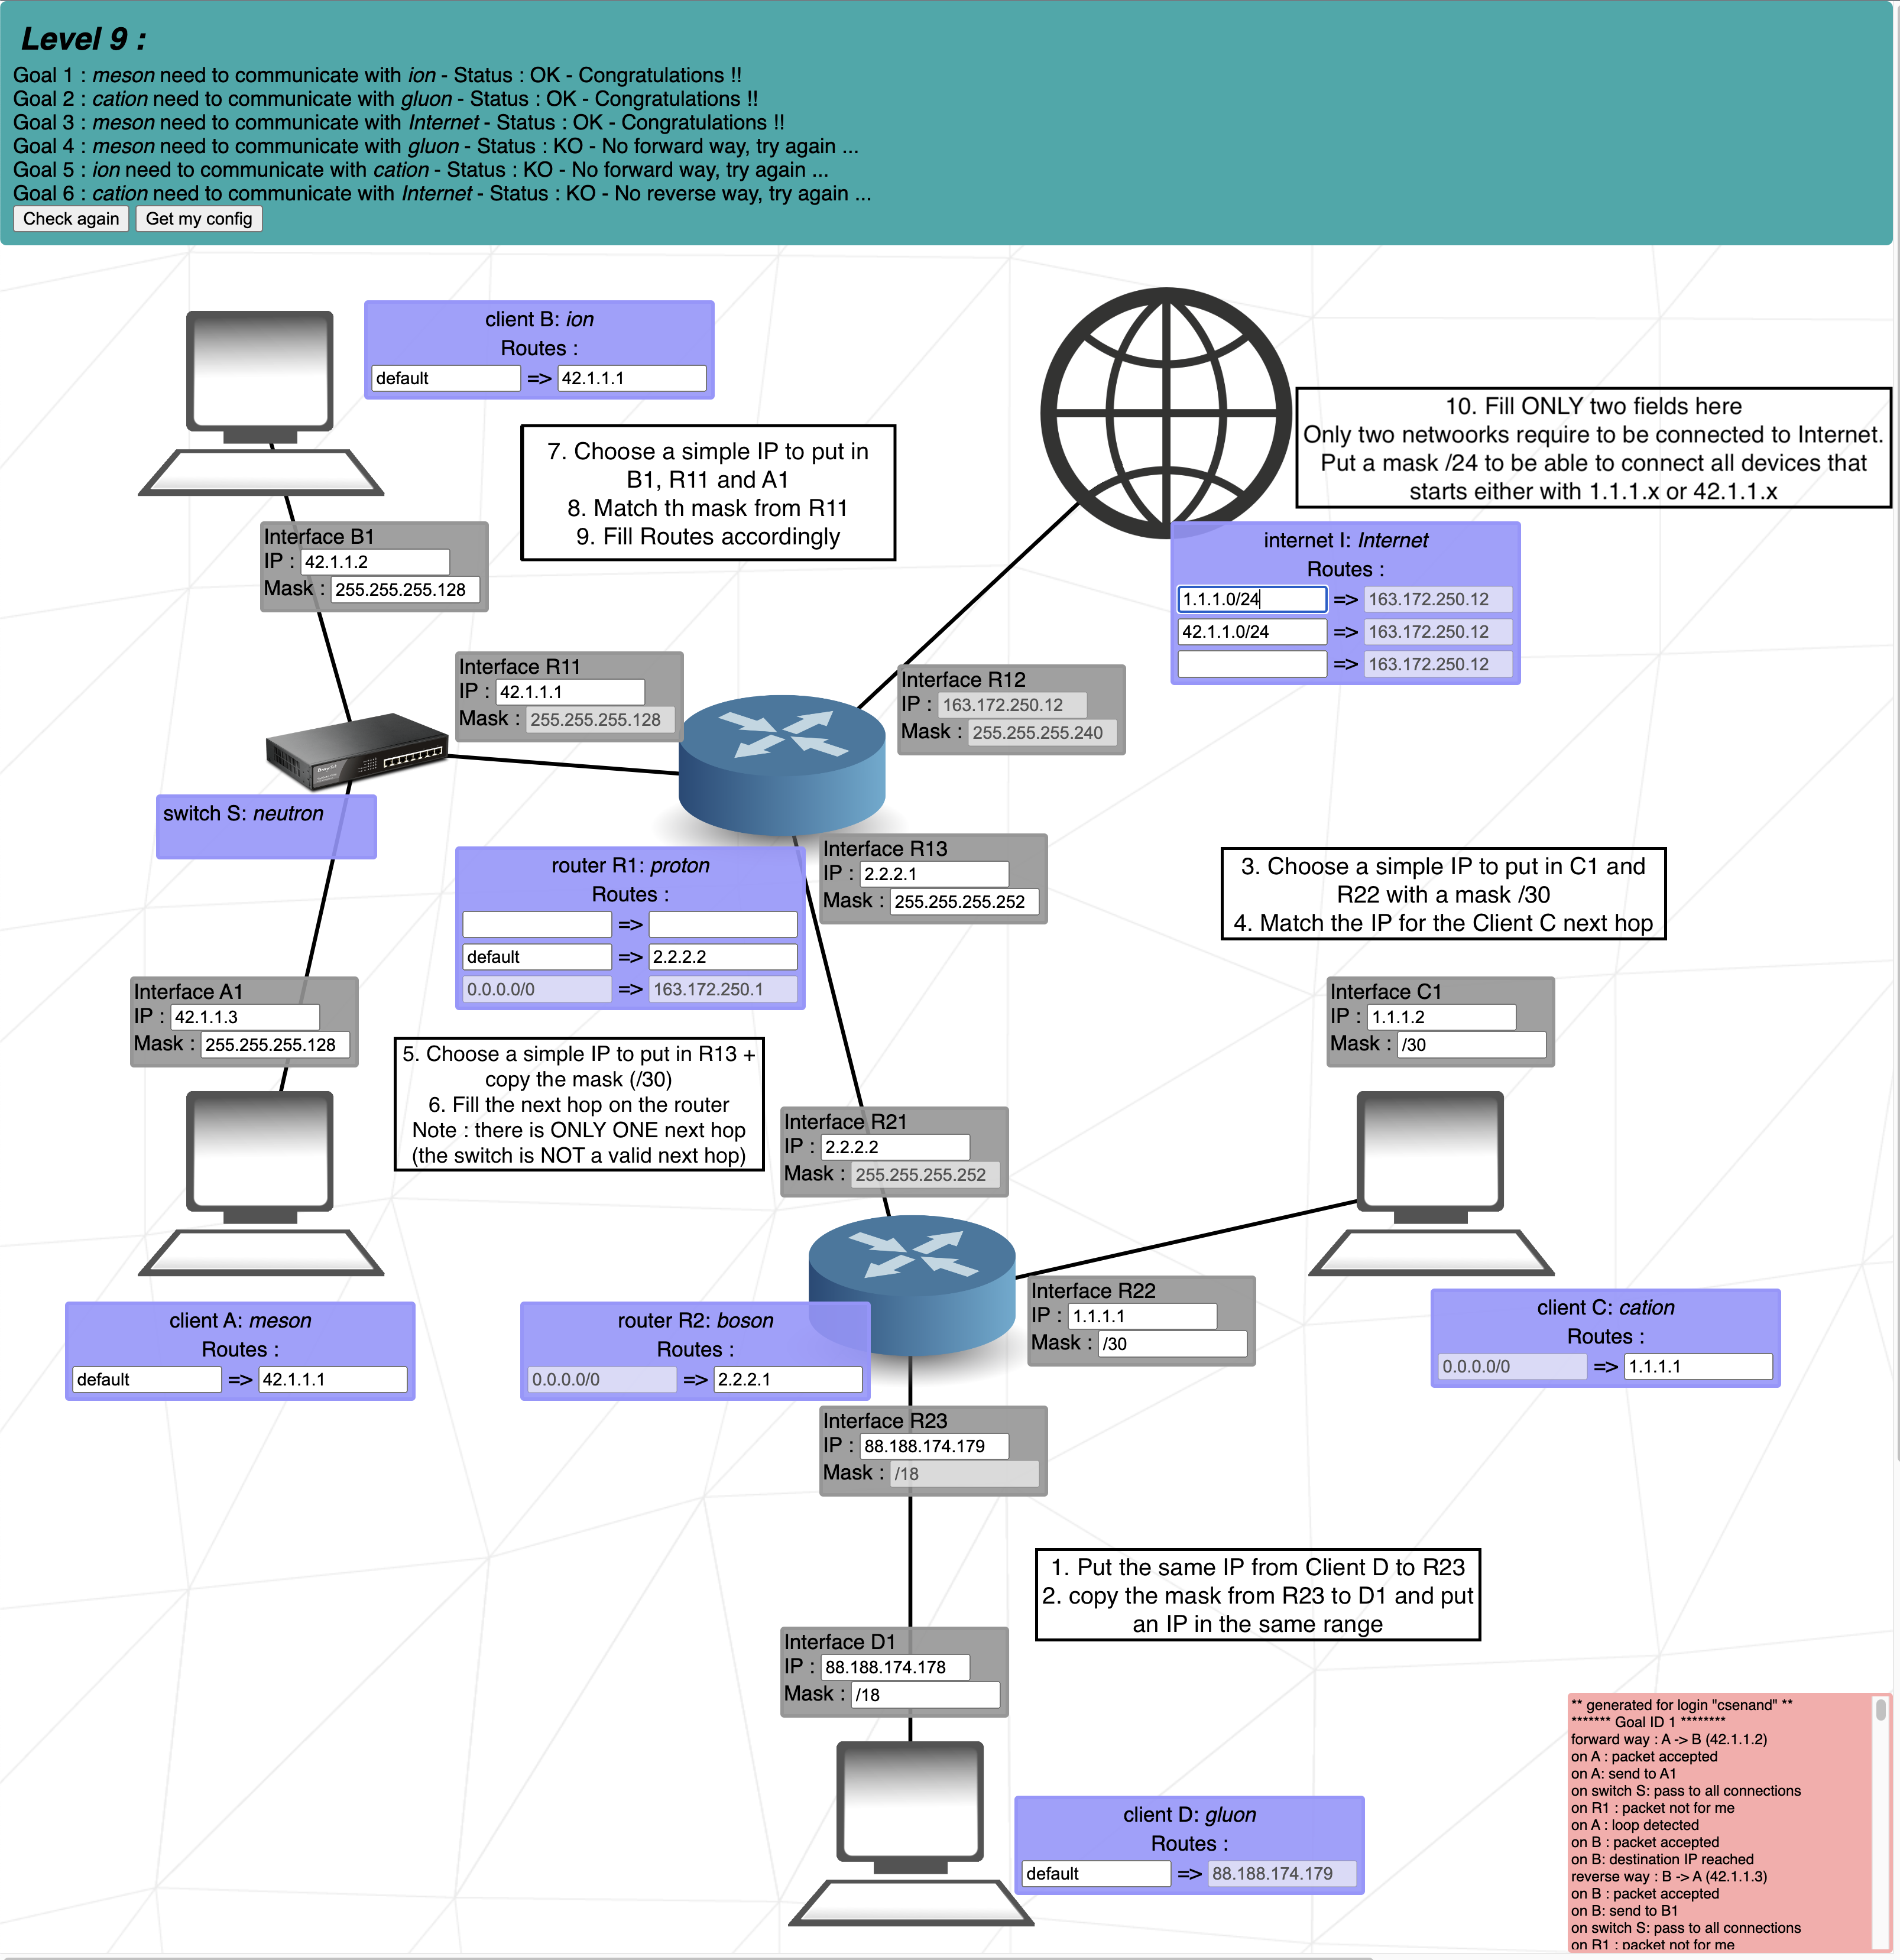 Level 9 :
Goal 1 : meson need to communicate with ion - Status : OK - Congratulations !!
Goal 2 : cation need to communicate with gluon - Status : OK - Congratulations !!
Goal 3 : meson need to communicate with Internet - Status : OK - Congratulations !!
Goal 4 : meson need to communicate with gluon - Status : KO - No forward way, try again ...
Goal 5 : ion need to communicate with cation - Status : KO - No forward way, try again ...
Goal 6 : cation need to communicate with Internet - Status : KO - No reverse way, try again ...
Check again Get my config
client B: ion
Routes :
default => 42.1.1.1
10. Fill ONLY two fields here
Only two netwoorks require to be connected to Internet.
Put a mask /24 to be able to connect all devices that
starts either with 1.1.1.x or 42.1.1.x
7. Choose a simple IP to put in
B1, R11 and A1
8. Match th mask from R11
9. Fill Routes accordingly
Interface B1
IP : 42.1.1.2
Mask : 255.255.255.128
internet I: Internet
Routes :
1.1.1.0/24 => 163.172.250.12
42.1.1.0/24 => 163.172.250.12
=> 163.172.250.12
Interface R11
IP : 42.1.1.1
Mask : 255.255.255.128
Interface R12
IP : 163.172.250.12
Mask : 255.255.255.240
switch S: neutron
router R1: proton
Routes :
=>
default => 2.2.2.2
0.0.0.0/0 => 163.172.250.1
Interface R13
IP : 2.2.2.1
Mask : 255.255.255.252
3. Choose a simple IP to put in C1 and
R22 with a mask /30
4. Match the IP for the Client C next hop
Interface A1
IP : 42.1.1.3
Mask : 255.255.255.128
Interface C1
IP : 1.1.1.2
Mask : /30
5. Choose a simple IP to put in R13 +
copy the mask (/30)
6. Fill the next hop on the router
Note : there is ONLY ONE next hop
(the switch is NOT a valid next hop)
Interface R21
IP : 2.2.2.2
Mask : 255.255.255.252
Interface R22
IP : 1.1.1.1
Mask : /30
client A: meson
Routes :
default => 42.1.1.1
router R2: boson
Routes :
0.0.0.0/0 => 2.2.2.1
client C: cation
Routes :
0.0.0.0/0 => 1.1.1.1
Interface R23
IP : 88.188.174.179
Mask : /18
1. Put the same IP from Client D to R23
2. copy the mask from R23 to D1 and put
an IP in the same range
Interface D1
IP : 88.188.174.178
Mask : /18
client D: gluon
Routes :
default => 88.188.174.179
** generated for login "csenand" **
******* Goal ID 1 ********
forward way : A -> B (42.1.1.2)
on A : packet accepted
on A: send to A1
on switch S: pass to all connections
on R1 : packet not for me
on A : loop detected
on B : packet accepted
on B: destination IP reached
reverse way : B -> A (42.1.1.3)
on B : packet accepted
on B: send to B1
on switch S: pass to all connections
on R1 : packet not for me